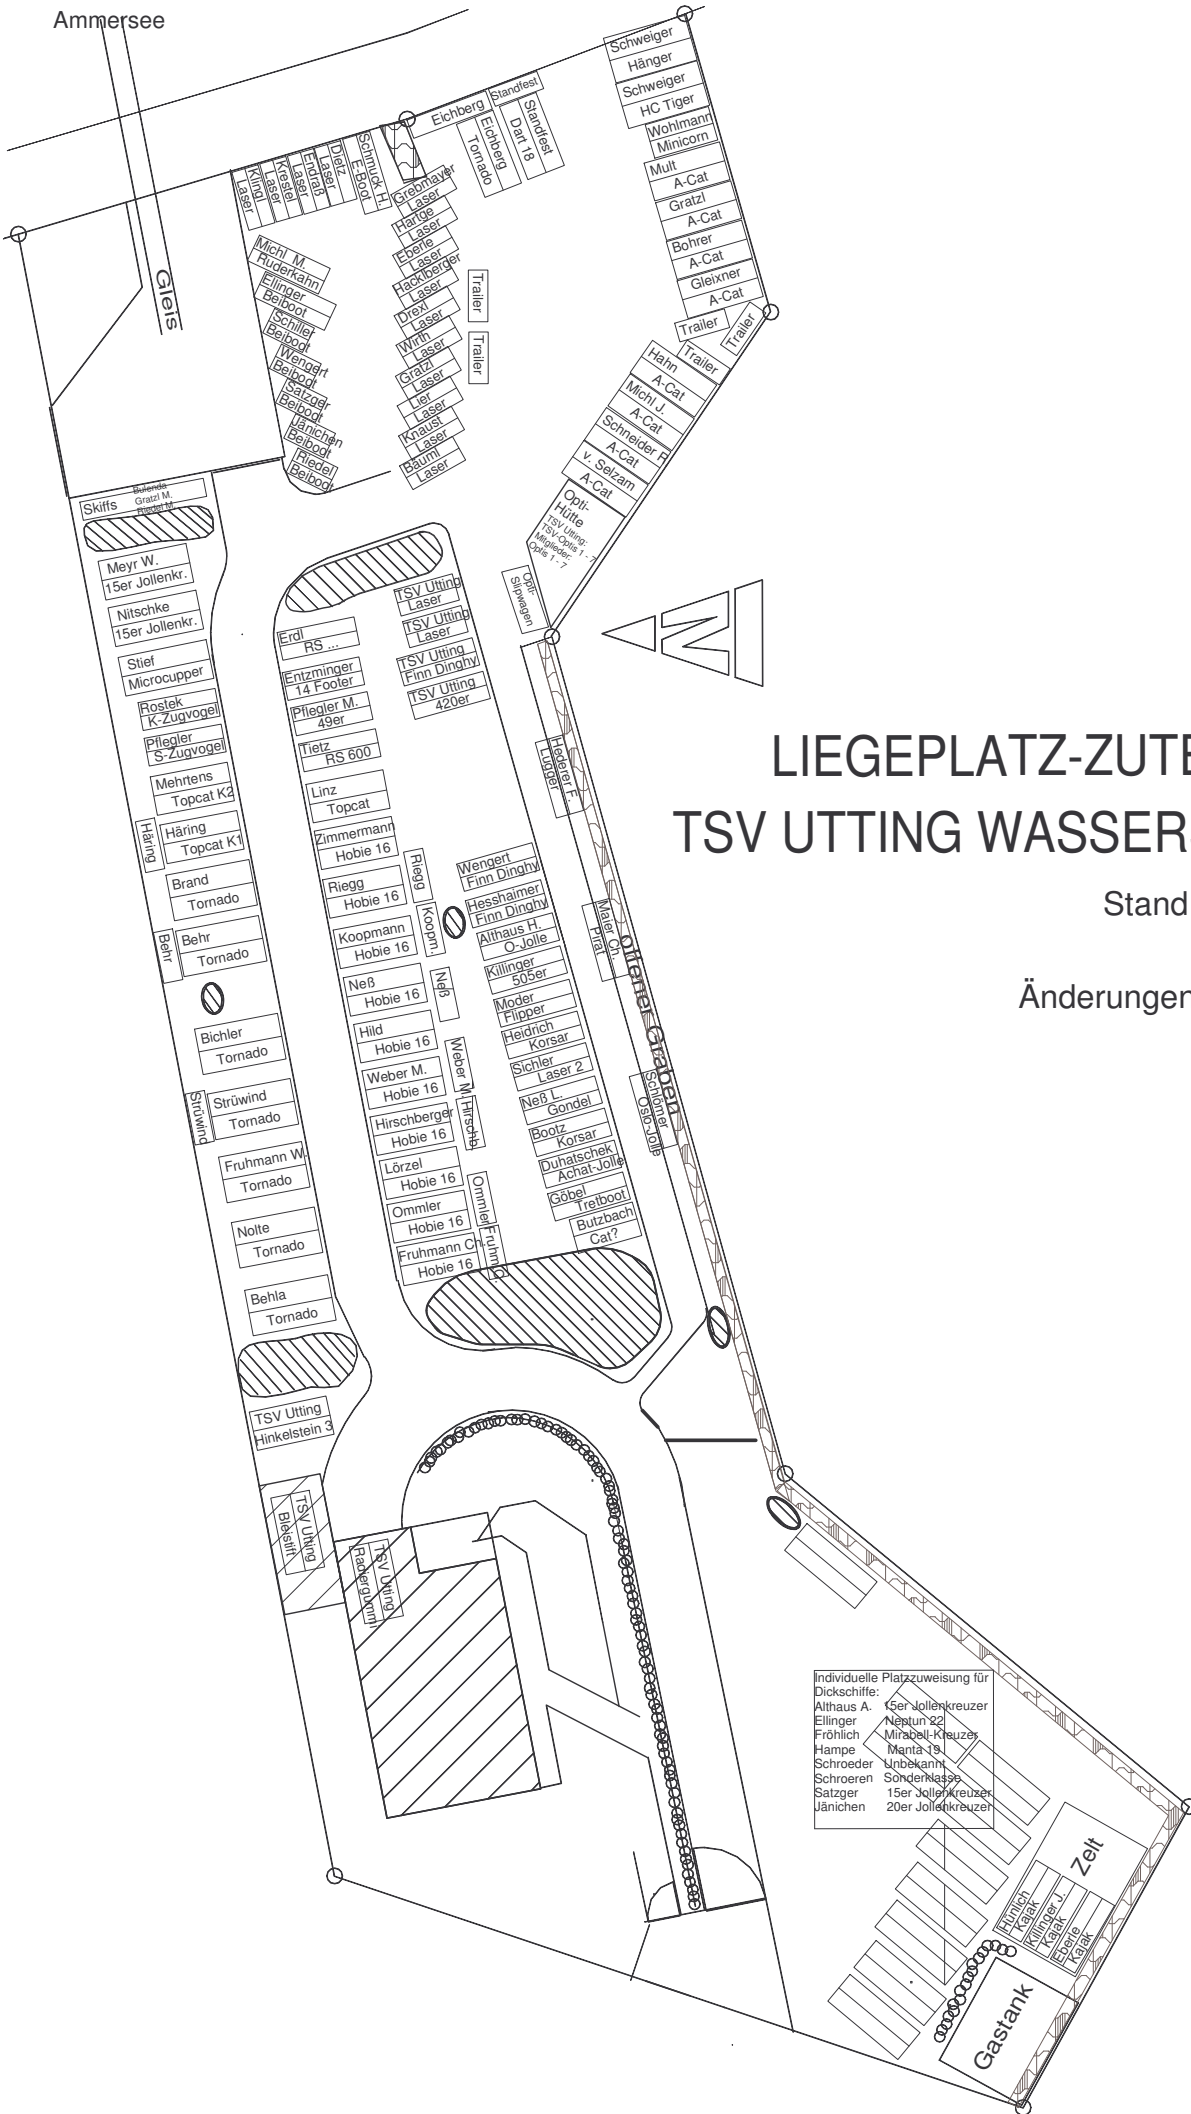 Ammersee
Gleis
Kling
Laser
Krestel
Laser
Endraß
Laser
Dietz
Laser
Schmuck H.
E-Boot
Eichberg
Standfest
Eichberg
Tornado
Standfest
Dart 18
Schweiger
Hänger
Schweiger
HC Tiger
Wohlmann
Minicorn
Mult
A-Cat
Gratzl
A-Cat
Bohrer
A-Cat
Gleixner
A-Cat
Trailer
Trailer
Trailer
Hahn
A-Cat
Michl J.
A-Cat
Schneider F
A-Cat
v. Selzam
A-Cat
Opti-
Hütte
TSV Utting:
TSV-Optis 1 - 7
Mitglieder:
Optis 1 - 7
Opti-
Slipwagen
Michl M.
Ruderkahn
Ellinger
Beiboot
Schiller
Beiboot
Wengert
Beiboot
Satzger
Beiboot
Jänichen
Beiboot
Riedel
Beiboot
Grebmayer
Laser
Hartge
Laser
Eberle
Laser
Hacklberger
Laser
Drexl
Laser
Wirth
Laser
Gratzl
Laser
Lier
Laser
Knaust
Laser
Bäuml
Laser
Trailer
Trailer
Skiffs
Bulenda
Gratzl M.
Riedel M.
Meyr W.
15er Jollenkr.
Nitschke
15er Jollenkr.
Stief
Microcupper
Rostek
K-Zugvogel
Pflegler
S-Zugvogel
Mehrtens
Topcat K2
Häring
Häring
Topcat K1
Brand
Tornado
Behr
Behr
Tornado
Bichler
Tornado
Strüwind
Strüwind
Tornado
Fruhmann W.
Tornado
Nolte
Tornado
Behla
Tornado
TSV Utting
Hinkelstein 3
TSV Utting
Bleistift
TSV Utting
Radiergummi
Erdl
RS ...
Entzminger
14 Footer
Pflegler M.
49er
Tietz
RS 600
Linz
Topcat
Zimmermann
Hobie 16
Riegg
Hobie 16
Riegg
Koopmann
Hobie 16
Koopm.
Neß
Hobie 16
Neß
Hild
Hobie 16
Weber M.
Hobie 16
Weber M.
Hirschberger
Hobie 16
Hirschb.
Lörzel
Hobie 16
Ommler
Hobie 16
Ommler
Fruhmann Ch.
Hobie 16
Fruhm.C.
TSV Utting
Laser
TSV Utting
Laser
TSV Utting
Finn Dinghy
TSV Utting
420er
Wengert
Finn Dinghy
Hesshaimer
Finn Dinghy
Althaus H.
O-Jolle
Killinger
505er
Moder
Flipper
Heidrich
Korsar
Sichler
Laser 2
Neß L.
Gondel
Bootz
Korsar
Duhatschek
Achat-Jolle
Göbel
Tretboot
Butzbach
Cat?
Hederer F.
Lugger
Maier Ch.
Pirat
offener Graben
Schlömer
Oslo-Jolle
N
LIEGEPLATZ-ZUTE
TSV UTTING WASSER
Stand
Änderungen
Individuelle Platzzuweisung für
Dickschiffe:
Althaus A. 15er Jollenkreuzer
Ellinger Neptun 22
Fröhlich Mirabell-Kreuzer
Hampe Manta 19
Schroeder Unbekannt
Schroeren Sonderklasse
Satzger 15er Jollenkreuzer
Jänichen 20er Jollenkreuzer
Zelt
Hünlich
Kajak
Killinger J.
Kajak
Eberle
Kajak
Gastank